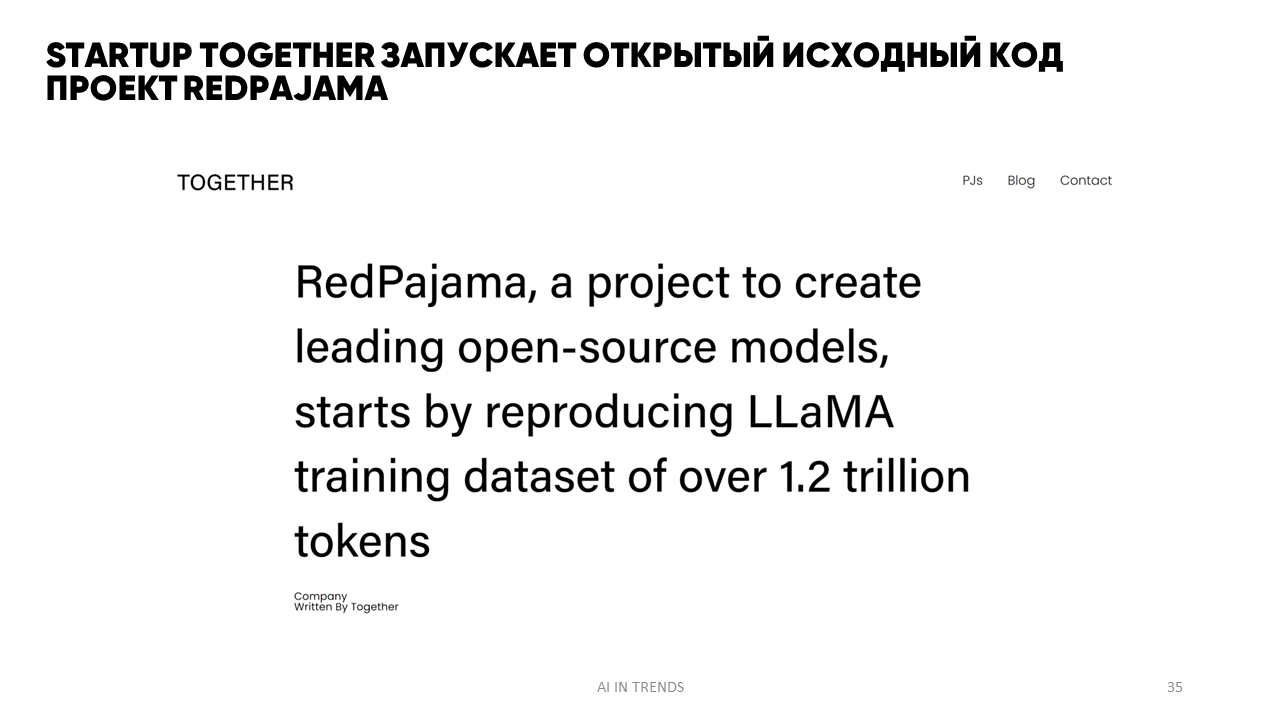 STARTUP TOGETHER ЗАПУСКАЕТ ОТКРЫТЫЙ ИСХОДНЫЙ КОД
ПРОЕКТ REDPAJAMA
TOGETHER
PJs Blog Contact
RedPajama, a project to create
leading open-source models,
starts by reproducing LLaMA
training dataset of over 1.2 trillion
tokens
Company
Written By Together
AI IN TRENDS
35